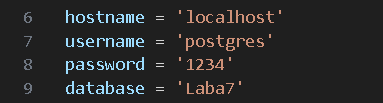 6 hostname = 'localhost'
7 username = 'postgres'
8 password = '1234'
9 database = 'Laba7'